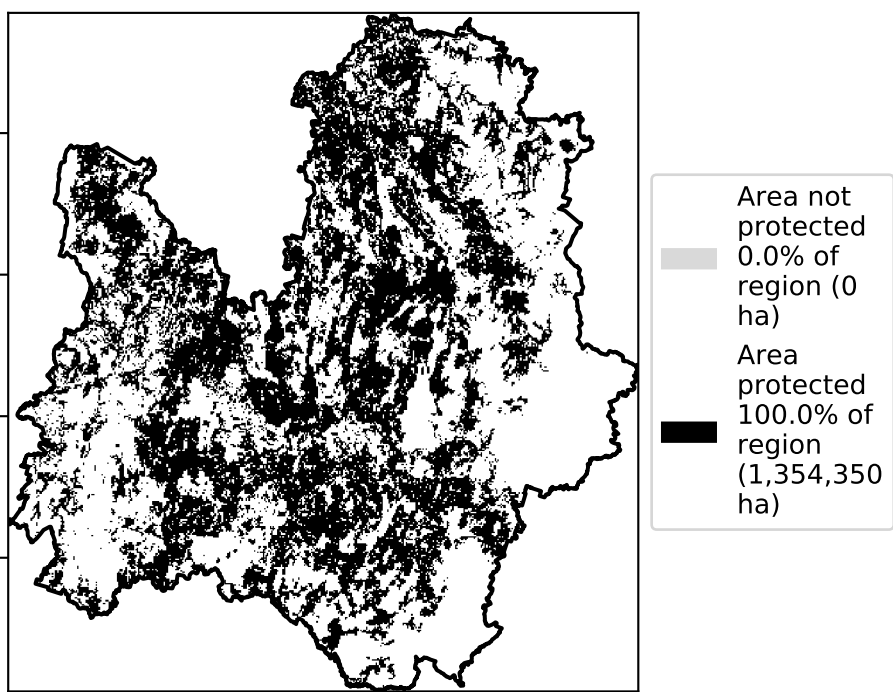 Area not
protected
0.0% of
region (0
ha)
Area
protected
100.0% of
region
(1,354,350
ha)